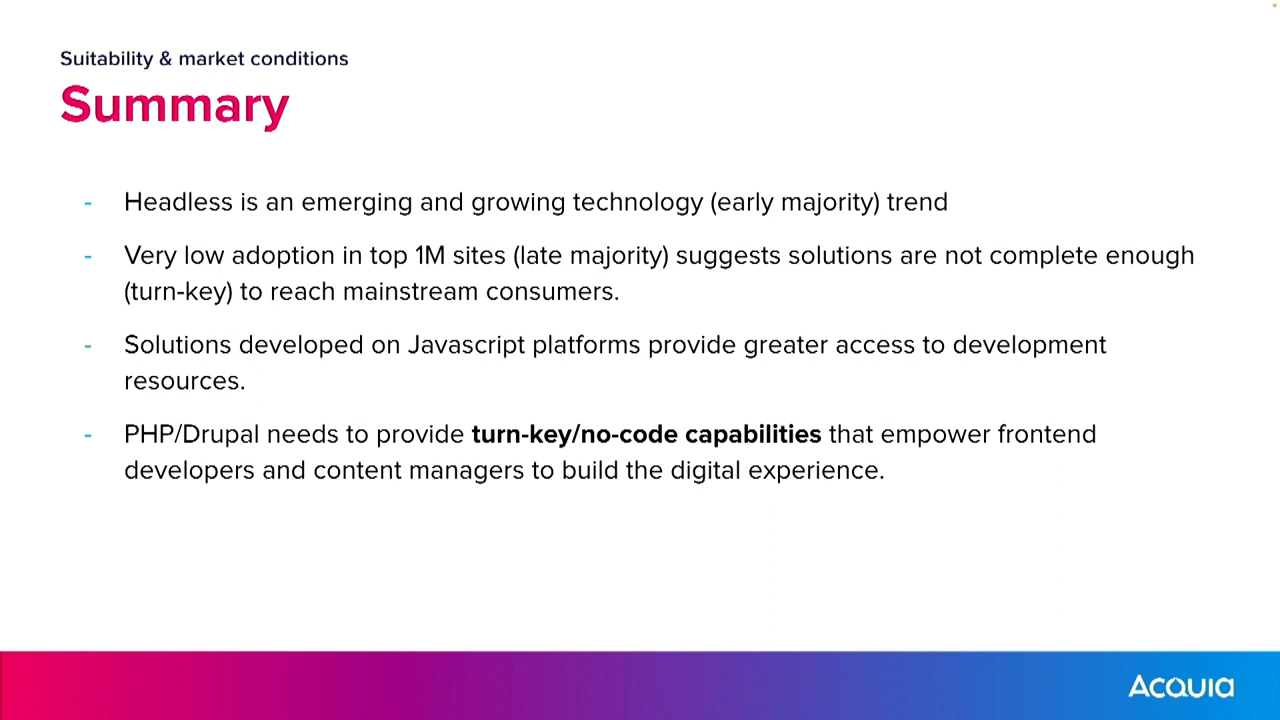 Suitability & market conditions
Summary
- Headless is an emerging and growing technology (early majority) trend
- Very low adoption in top 1M sites (late majority) suggests solutions are not complete enough
(turn-key) to reach mainstream consumers.
- Solutions developed on Javascript platforms provide greater access to development
resources.
- PHP/Drupal needs to provide turn-key/no-code capabilities that empower frontend
developers and content managers to build the digital experience.
Acquia